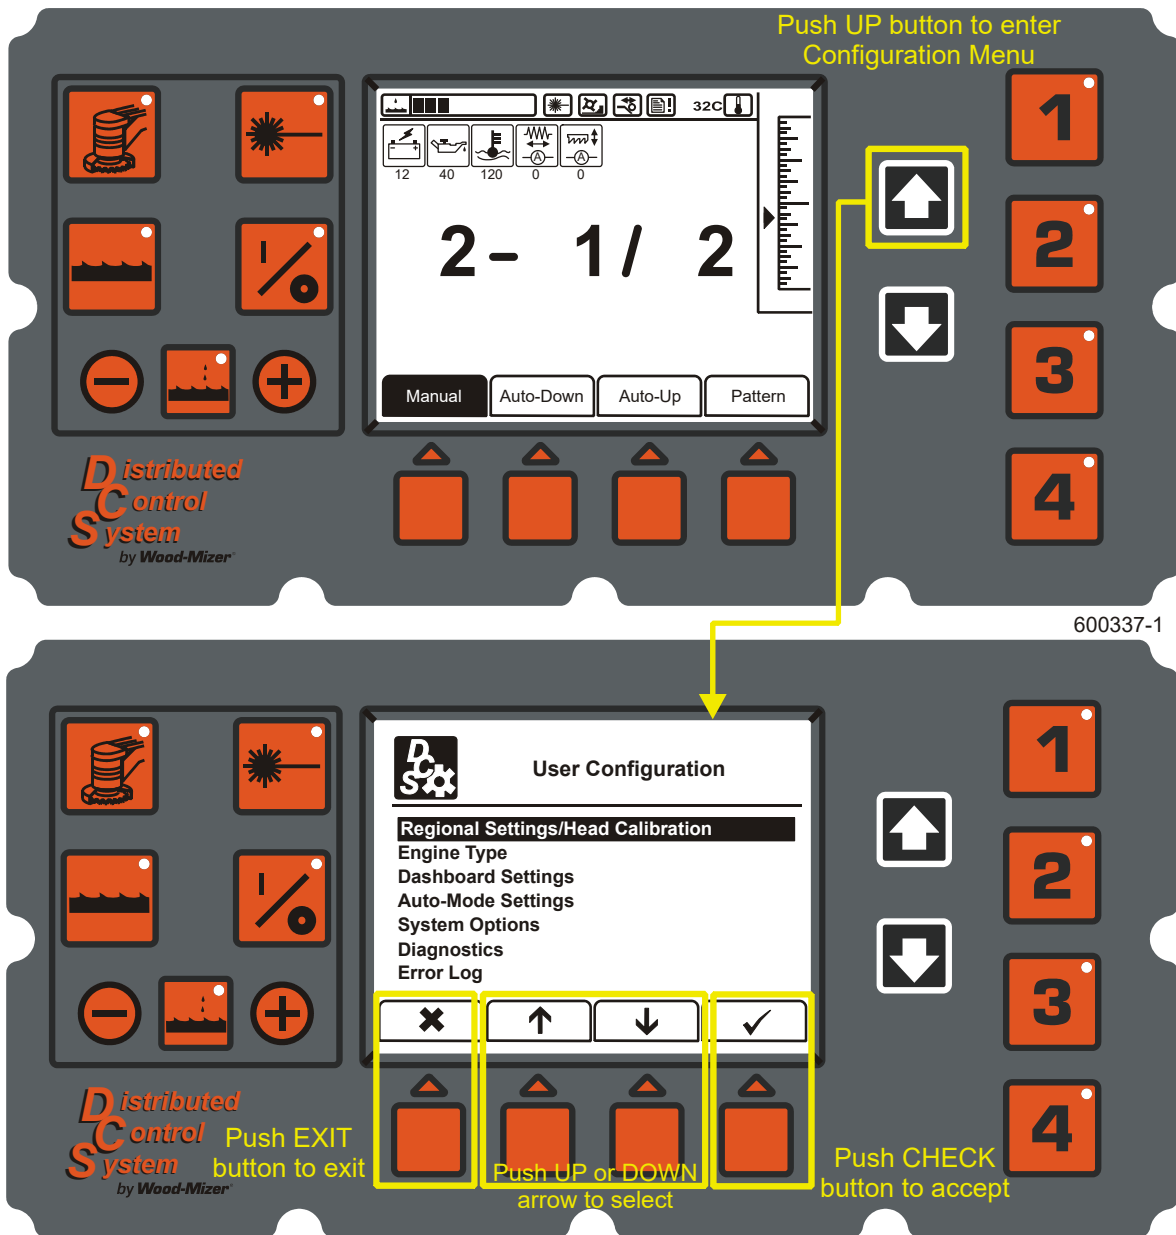 Push UP button to enter
Configuration Menu
32C
12 40 120 0 0
2- 1/ 2
Manual Auto-Down Auto-Up Pattern
1
2
3
4
Distributed
Control
System
by Wood-Mizer®
600337-1
DCS
User Configuration
Regional Settings/Head Calibration
Engine Type
Dashboard Settings
Auto-Mode Settings
System Options
Diagnostics
Error Log
1
2
3
4
Distributed
Control
System
by Wood-Mizer®
Push EXIT
button to exit
Push UP or DOWN
arrow to select
Push CHECK
button to accept